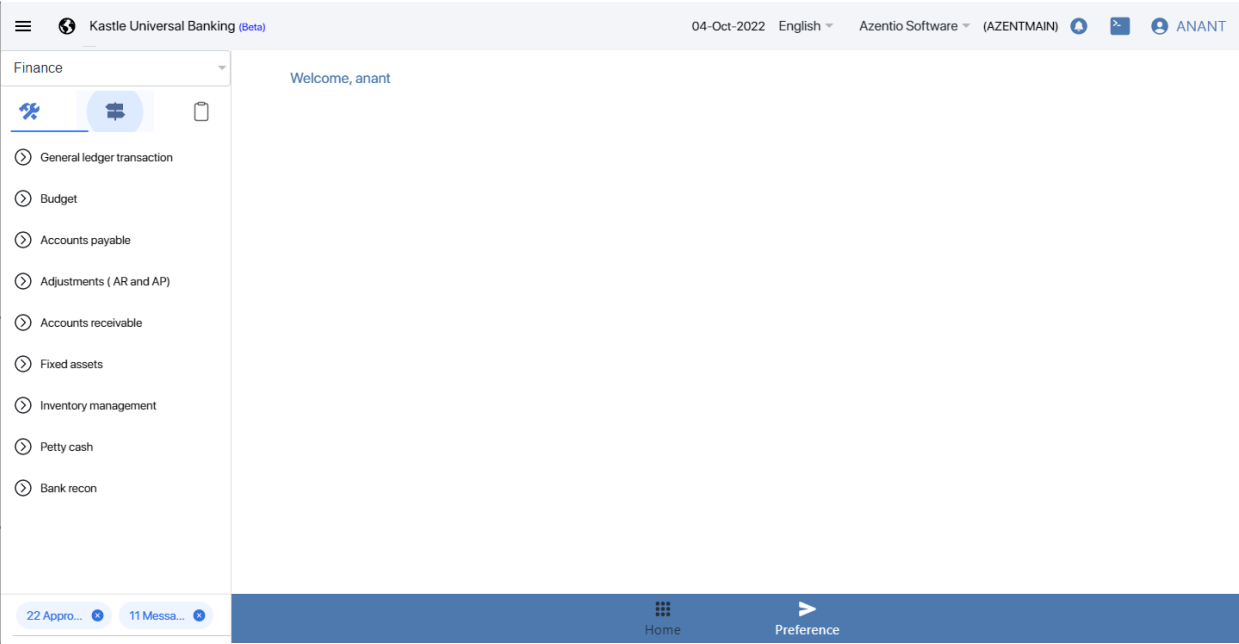 Kastle Universal Banking (Beta) 04-Oct-2022 English Azentio Software (AZENTMAIN) ANANT
Finance
Welcome, anant
General ledger transaction
Budget
Accounts payable
Adjustments ( AR and AP)
Accounts receivable
Fixed assets
Inventory management
Petty cash
Bank recon
22 Appro... 11 Messa...
Home Preference